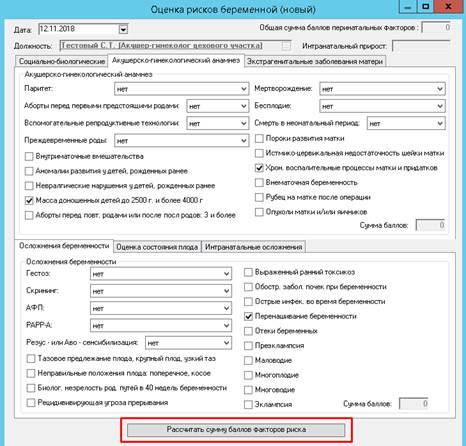 Оценка рисков беременной (новый)
Дата: 12.11.2018 Общая сумма баллов перинатальных факторов : 0
Должность: Тестовый С.Т. (Акушер-гинеколог цехового участка) ... Интранатальный прирост:
Социально-биологические Акушерско-гинекологический анамнез Экстрагенитальные заболевания матери
Акушерско-гинекологический анамнез
Паритет: нет Мертворождение: нет
Аборты перед первыми предстоящими родами: нет Бесплодие: нет
Вспомогательные репродуктивные технологии: нет Смерть в неонатальный период: нет
Преждевременные роды: нет Пороки развития матки
Внутриматочные вмешательства Истмико-цервикальная недостаточность шейки матки
Аномалии развития у детей, рожденных ранее Хрон. воспалительные процессы матки и придатков
Невралгические нарушения у детей, рожденных ранее Внематочная беременность
Масса доношенных детей до 2500 г. и более 4000 г Рубец на матке после операции
Аборты перед повт. родами или после посл родов: 3 и более Опухоли матки и/или яичников
Сумма баллов: 0
Осложнения беременности Оценка состояния плода Интранатальные осложнения
Осложнения беременности
Гестоз: нет Выраженный ранний токсикоз
Скрининг: нет Обостр. забол. почек при беременности
АФП: нет Острые инфек. во время беременности
PAPP-A: нет Перенашивание беременности
Резус - или Аво - сенсибилизация: нет Отеки беременных
Тазовое предлежание плода, крупный плод, узкий таз Преэклампсия
Неправильные положения плода: поперечное, косое Маловодие
Биолог. незрелость род. путей в 40 недель беременности Многоплодие
Рецидивирующая угроза прерывания Многоводие
Эклампсия Сумма баллов: 0
Рассчитать сумму баллов факторов риска